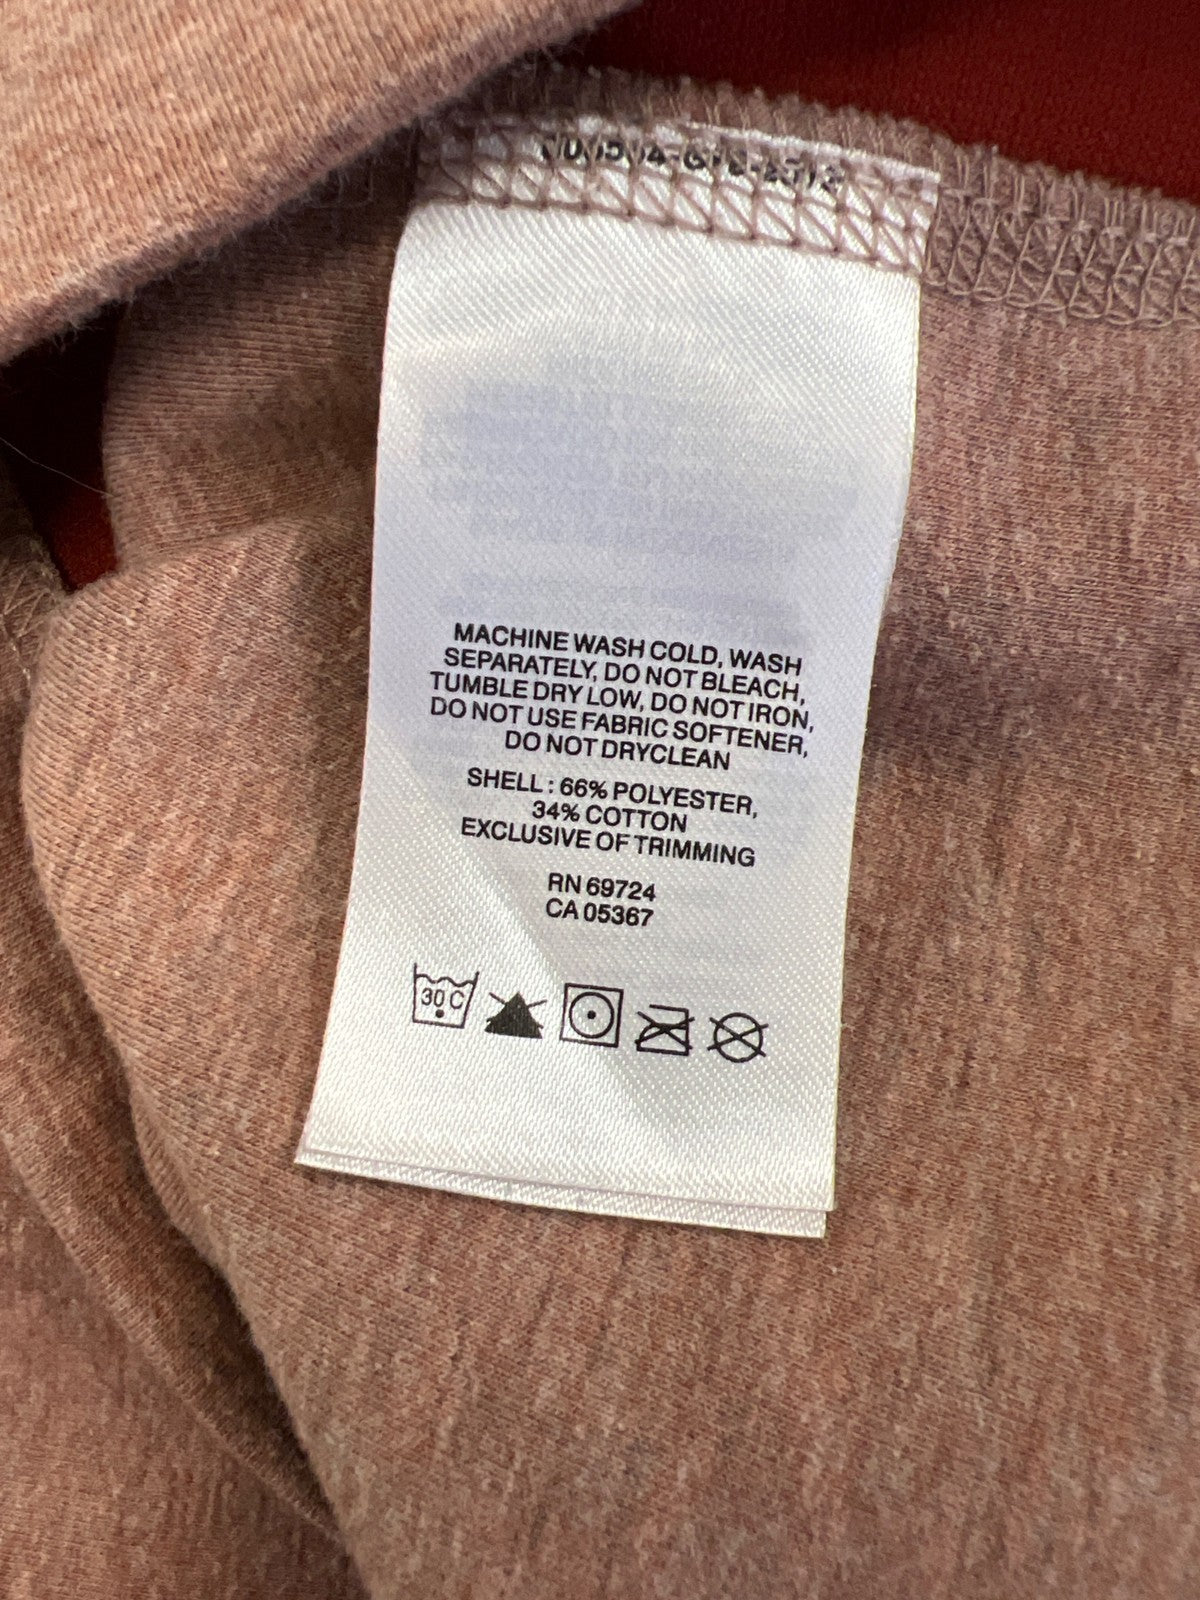 MACHINE WASH COLD, WASH
SEPARATELY, DO NOT BLEACH,
TUMBLE DRY LOW, DO NOT IRON,
DO NOT USE FABRIC SOFTENER,
DO NOT DRYCLEAN
SHELL : 66% POLYESTER,
34% COTTON
EXCLUSIVE OF TRIMMING
RN 69724
CA 05367
30 C